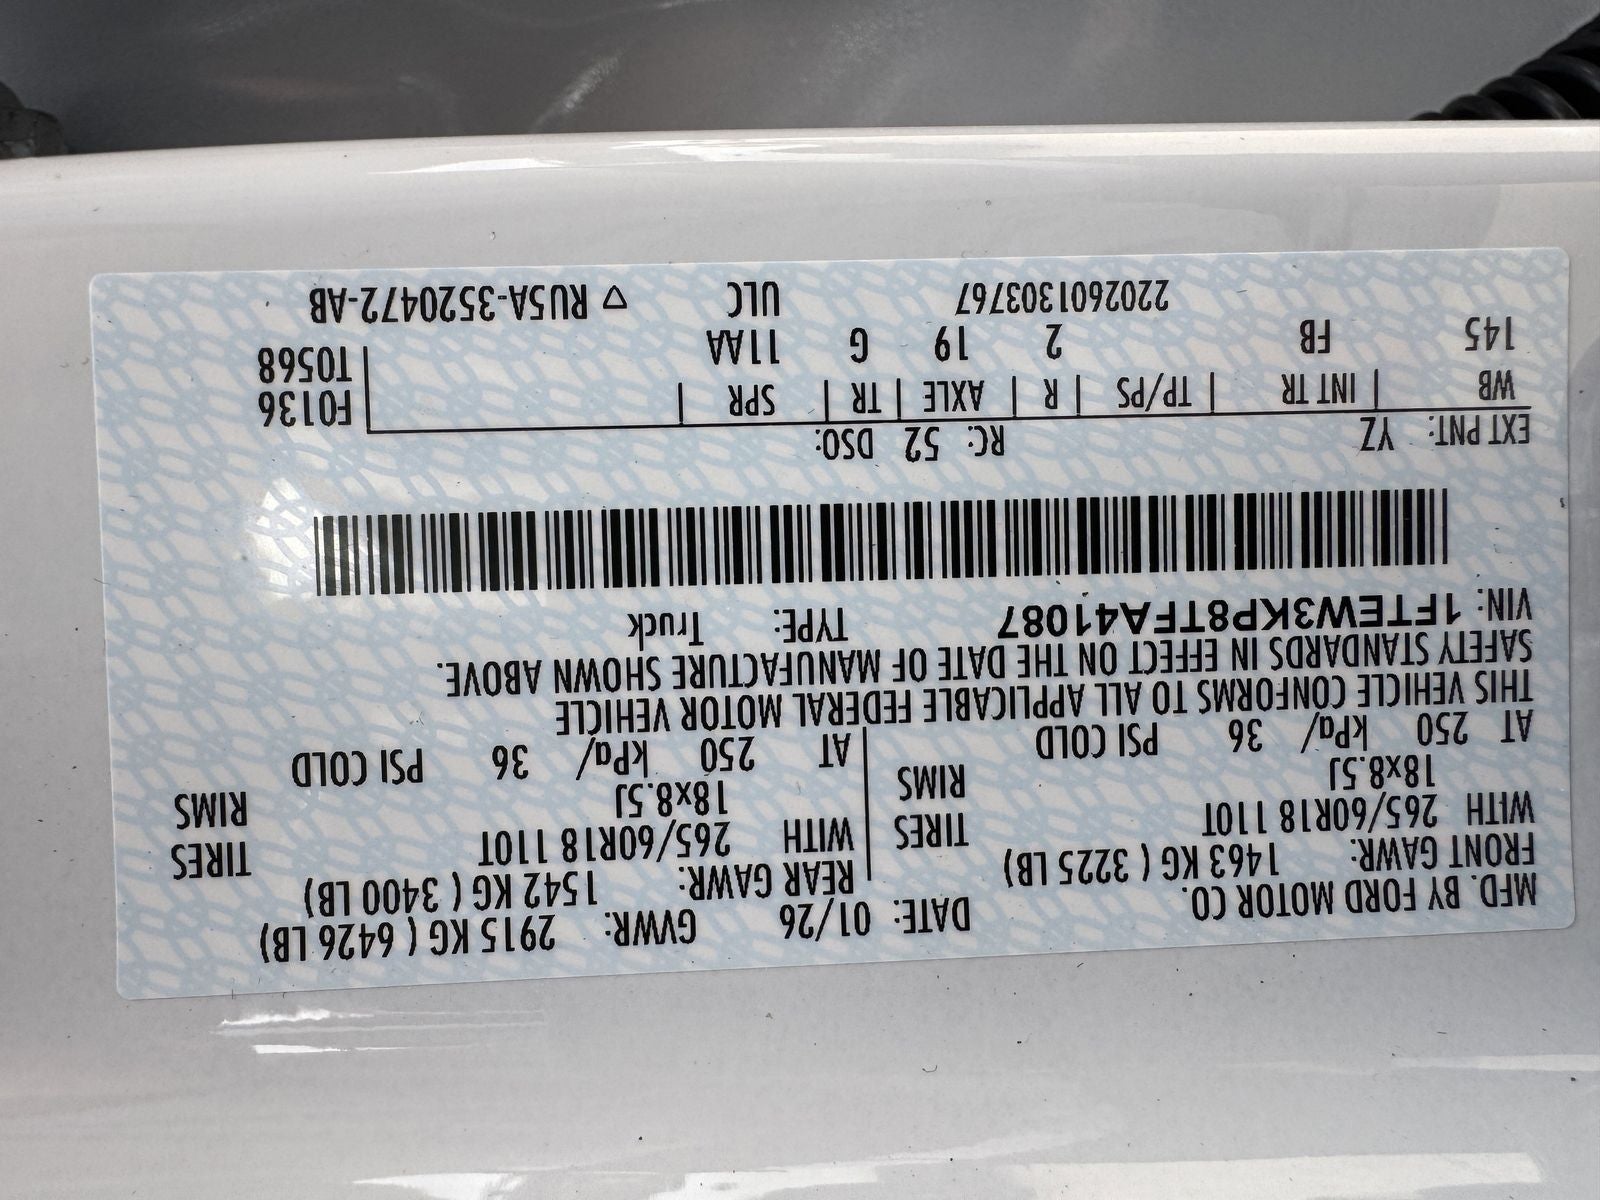 MFD. BY FORD MOTOR CO.
DATE: 01/26 GVWR: 2915 KG ( 6426 LB)
FRONT GAWR: 1463 KG ( 3225 LB) REAR GAWR: 1542 KG ( 3400 LB)
WITH 265/60R18 110T TIRES WITH 265/60R18 110T TIRES
18x8.5J RIMS 18x8.5J RIMS
AT 250 kPa/ 36 PSI COLD AT 250 kPa/ 36 PSI COLD
THIS VEHICLE CONFORMS TO ALL APPLICABLE FEDERAL MOTOR VEHICLE
SAFETY STANDARDS IN EFFECT ON THE DATE OF MANUFACTURE SHOWN ABOVE.
VIN: 1FTEW3KP8TFA41087 TYPE: Truck
EXT PNT: YZ RC: 52 DSO:
WB | INT TR | TP/PS | R | AXLE | TR | SPR | F0136
145 FB 2 19 G 11AA T0568
2202601303767 ULC ▽ RU5A-3520472-AB